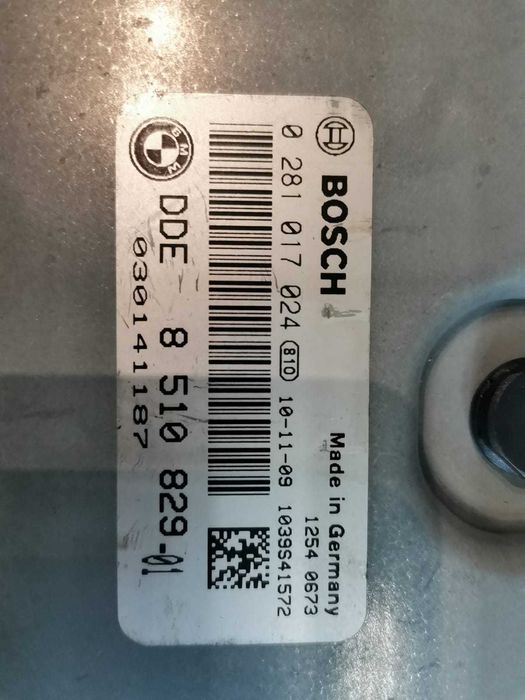 BOSCH
Made in Germany
1254 0673
0 281 017 024 810 10-11-09 1039S41572
BMW
DDE 8 510 829-01
030141187